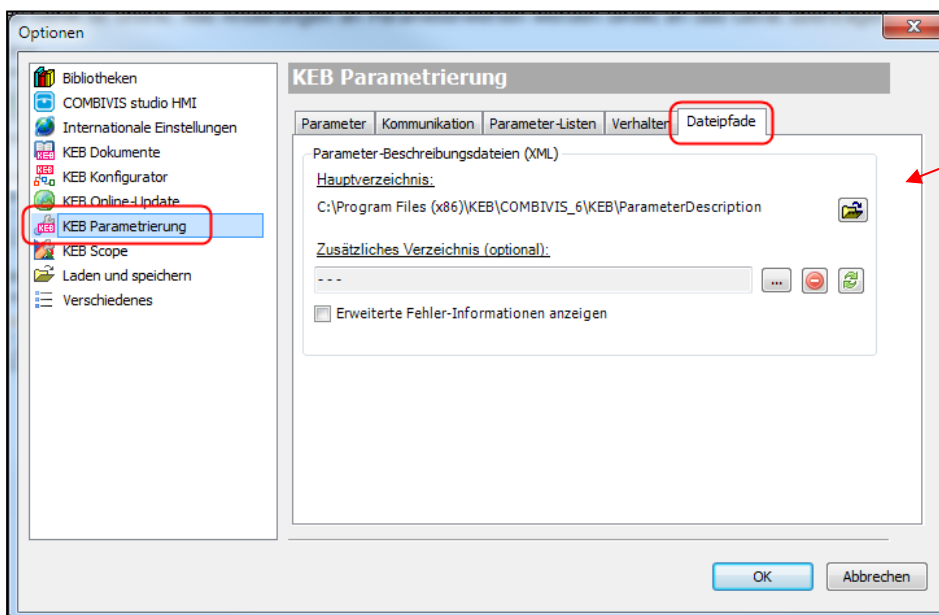 Optionen
Bibliotheken
COMBIVIS studio HMI
Internationale Einstellungen
KEB Dokumente
KEB Konfigurator
KEB Online-Update
KEB Parametrierung
KEB Scope
Laden und speichern
Verschiedenes
KEB Parametrierung
Parameter Kommunikation Parameter-Listen Verhalten Dateipfade
Parameter-Beschreibungsdateien (XML)
Hauptverzeichnis:
C:\Program Files (x86)\KEB\COMBIVIS_6\KEB\ParameterDescription
Zusätzliches Verzeichnis (optional):
- - -
...
Erweiterte Fehler-Informationen anzeigen
OK Abbrechen